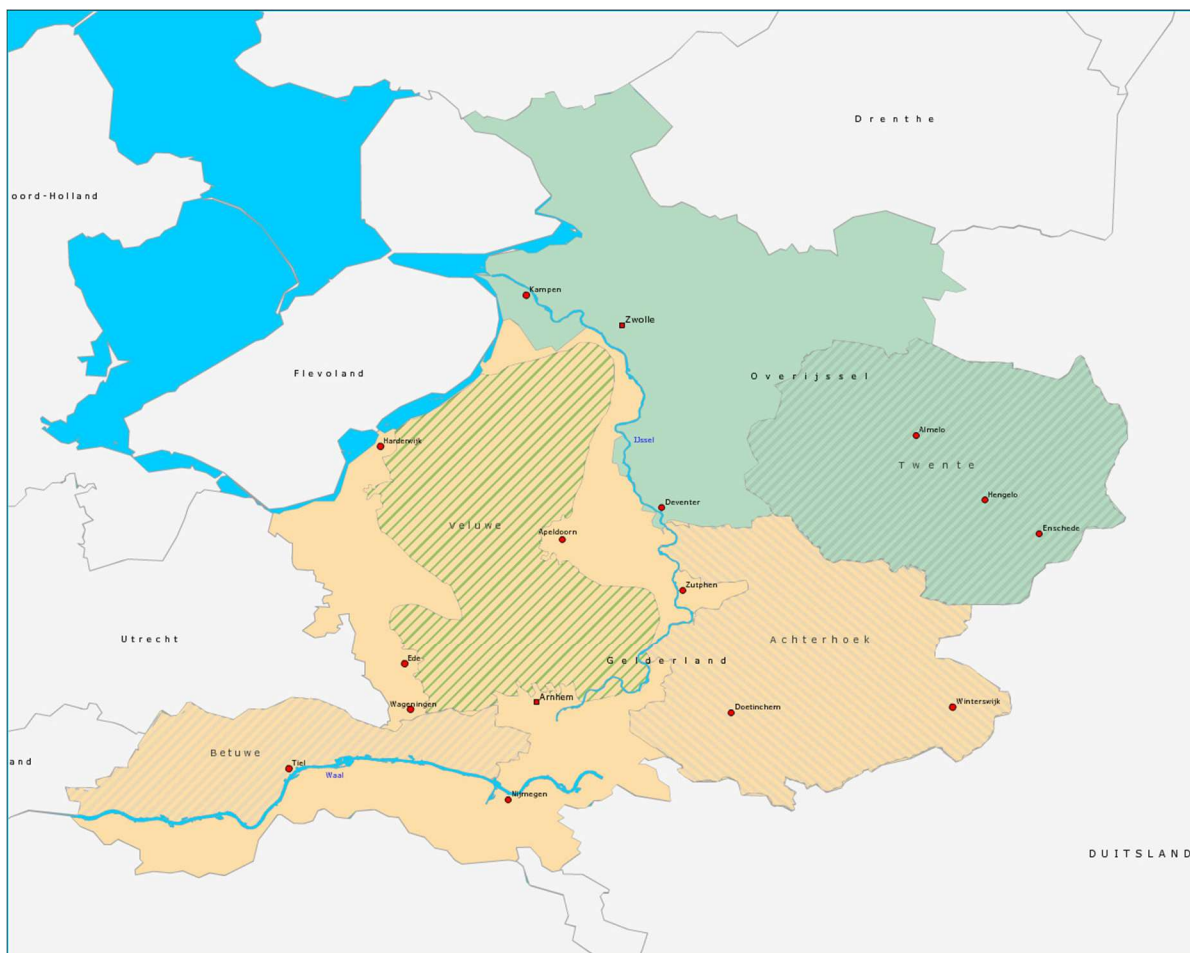 Drenthe
oord-Holland
Kampen
Zwolle
Flevoland
Overijssel
Almelo
Harderwijk
IJssel
Twente
Hengelo
Deventer
Veluwe
Apeldoorn
Enschede
Zutphen
Utrecht
Achterhoek
Ede
Gelderland
Arnhem
Wageningen
Doetinchem
Winterswijk
Betuwe
and
Tiel
Waal
Nijmegen
DUITSLAND